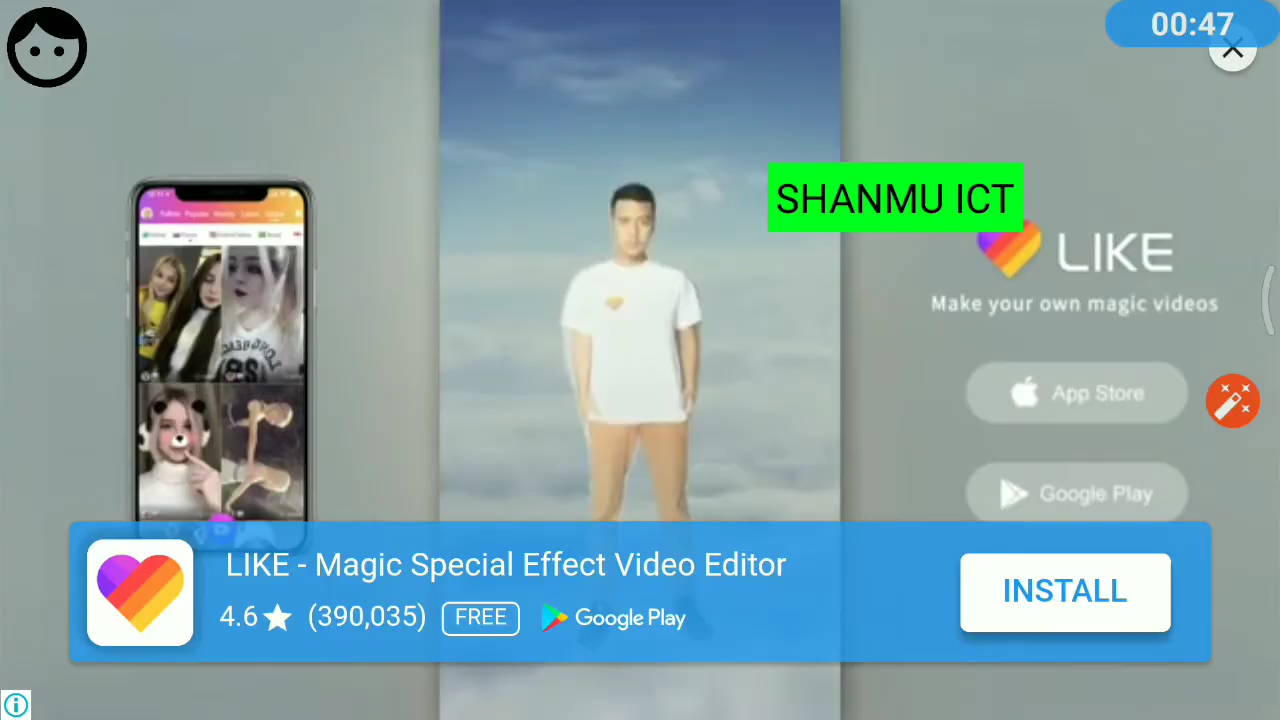 00:47
SHANMU ICT
LIKE
Make your own magic videos
App Store
Google Play
LIKE - Magic Special Effect Video Editor
4.6 (390,035) FREE Google Play
INSTALL